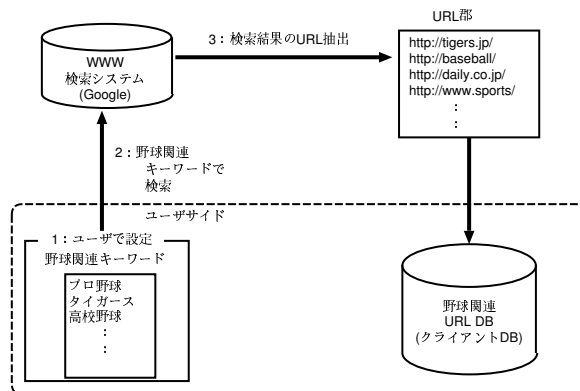 URL郡
3：検索結果のURL抽出
WWW
検索システム
(Google)
http://tigers.jp/
http://baseball/
http://daily.co.jp/
http://www.sports/
：
：
2：野球関連
キーワードで
検索
ユーザサイド
1：ユーザで設定
野球関連キーワード
プロ野球
タイガース
高校野球
：
：
野球関連
URL DB
(クライアントDB)